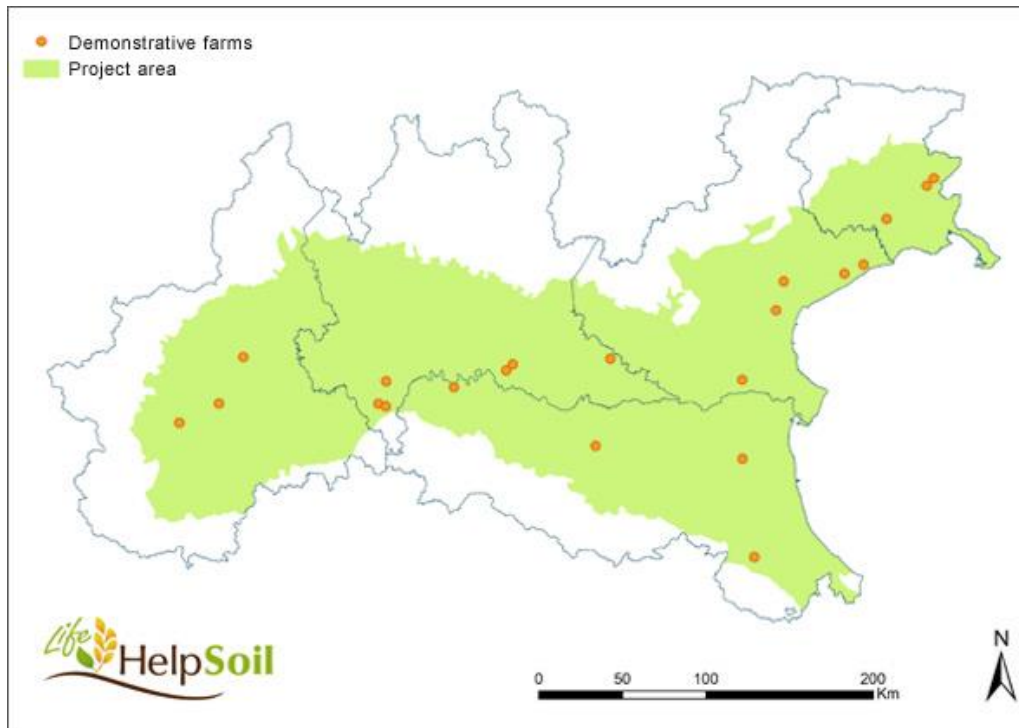 Demonstrative farms
Project area
Life
HelpSoil
0 50 100 200
Km
N